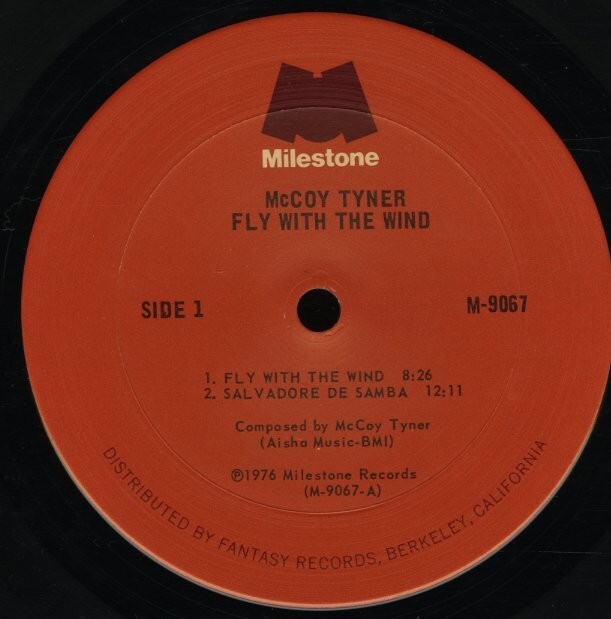 Milestone
McCOY TYNER
FLY WITH THE WIND
SIDE 1
M-9067
1. FLY WITH THE WIND 8:26
2. SALVADORE DE SAMBA 12:11
Composed by McCoy Tyner
(Aisha Music-BMI)
℗1976 Milestone Records
(M-9067-A)
DISTRIBUTED BY FANTASY RECORDS, BERKELEY, CALIFORNIA